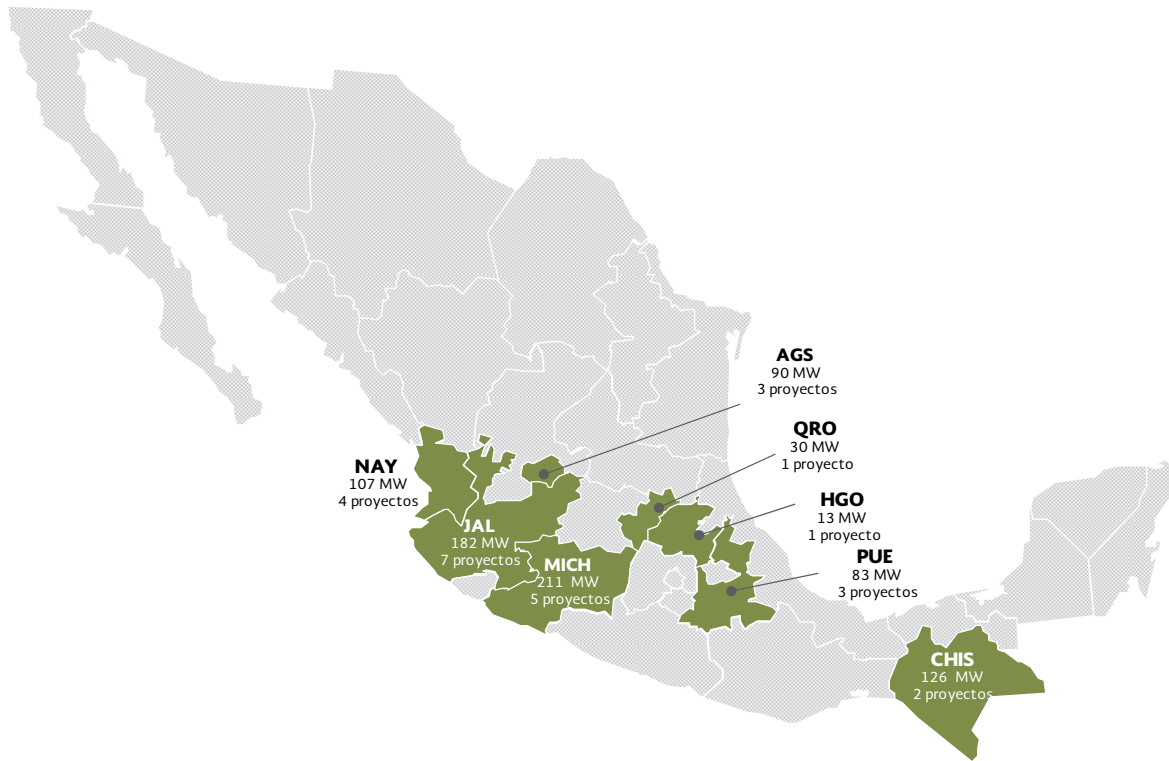 AGS
90 MW
3 proyectos
QRO
30 MW
1 proyecto
NAY
107 MW
4 proyectos
HGO
13 MW
1 proyecto
JAL
182 MW
7 proyectos
MICH
211 MW
5 proyectos
PUE
83 MW
3 proyectos
CHIS
126 MW
2 proyectos